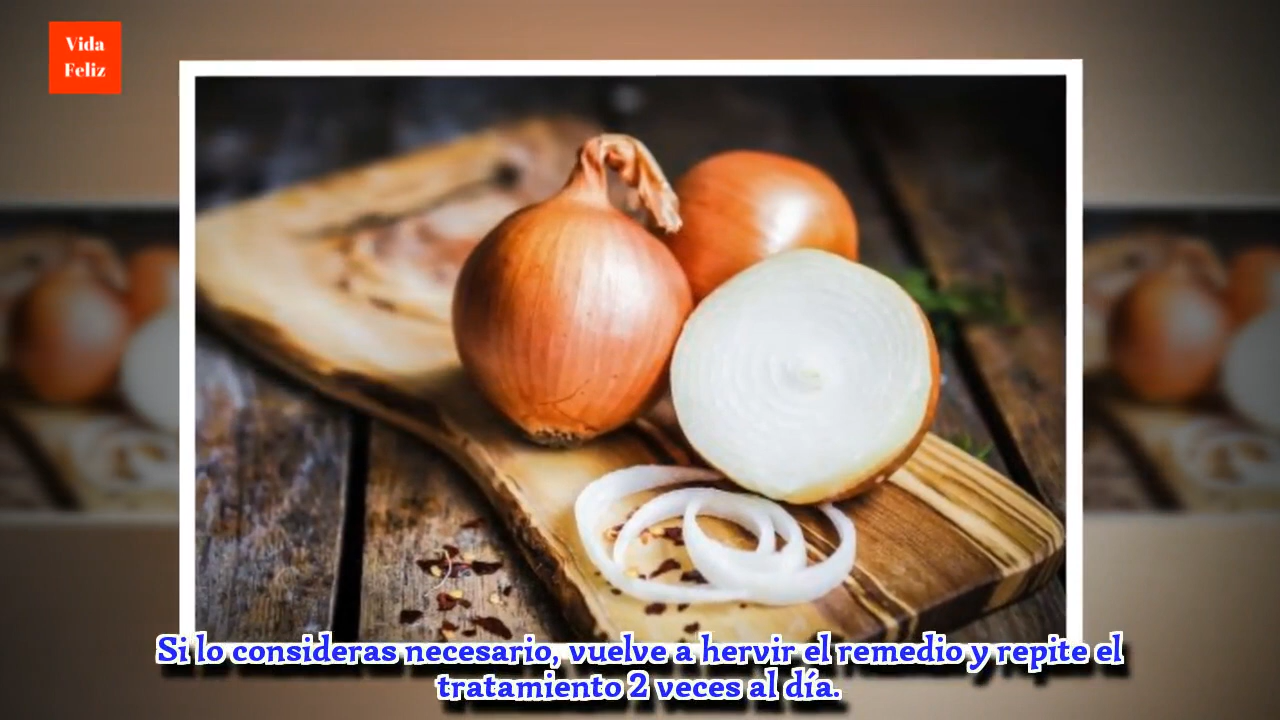 Vida
Feliz
Si lo consideras necesario, vuelve a hervir el remedio y repite el
tratamiento 2 veces al día.